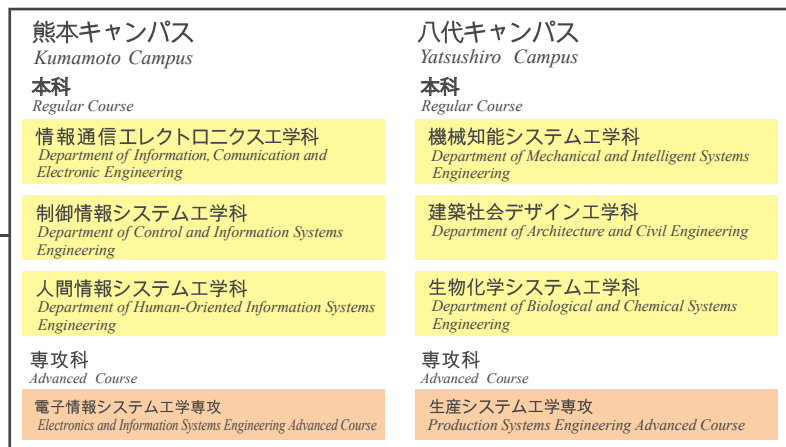 熊本キャンパス
Kumamoto Campus
本科
Regular Course
情報通信エレクトロニクス工学科
Department of Information, Comunication and
Electronic Engineering
制御情報システム工学科
Department of Control and Information Systems
Engineering
人間情報システム工学科
Department of Human-Oriented Information Systems
Engineering
専攻科
Advanced Course
電子情報システム工学専攻
Electronics and Information Systems Engineering Advanced Course
八代キャンパス
Yatsushiro Campus
本科
Regular Course
機械知能システム工学科
Department of Mechanical and Intelligent Systems
Engineering
建築社会デザイン工学科
Department of Architecture and Civil Engineering
生物化学システム工学科
Department of Biological and Chemical Systems
Engineering
専攻科
Advanced Course
生産システム工学専攻
Production Systems Engineering Advanced Course